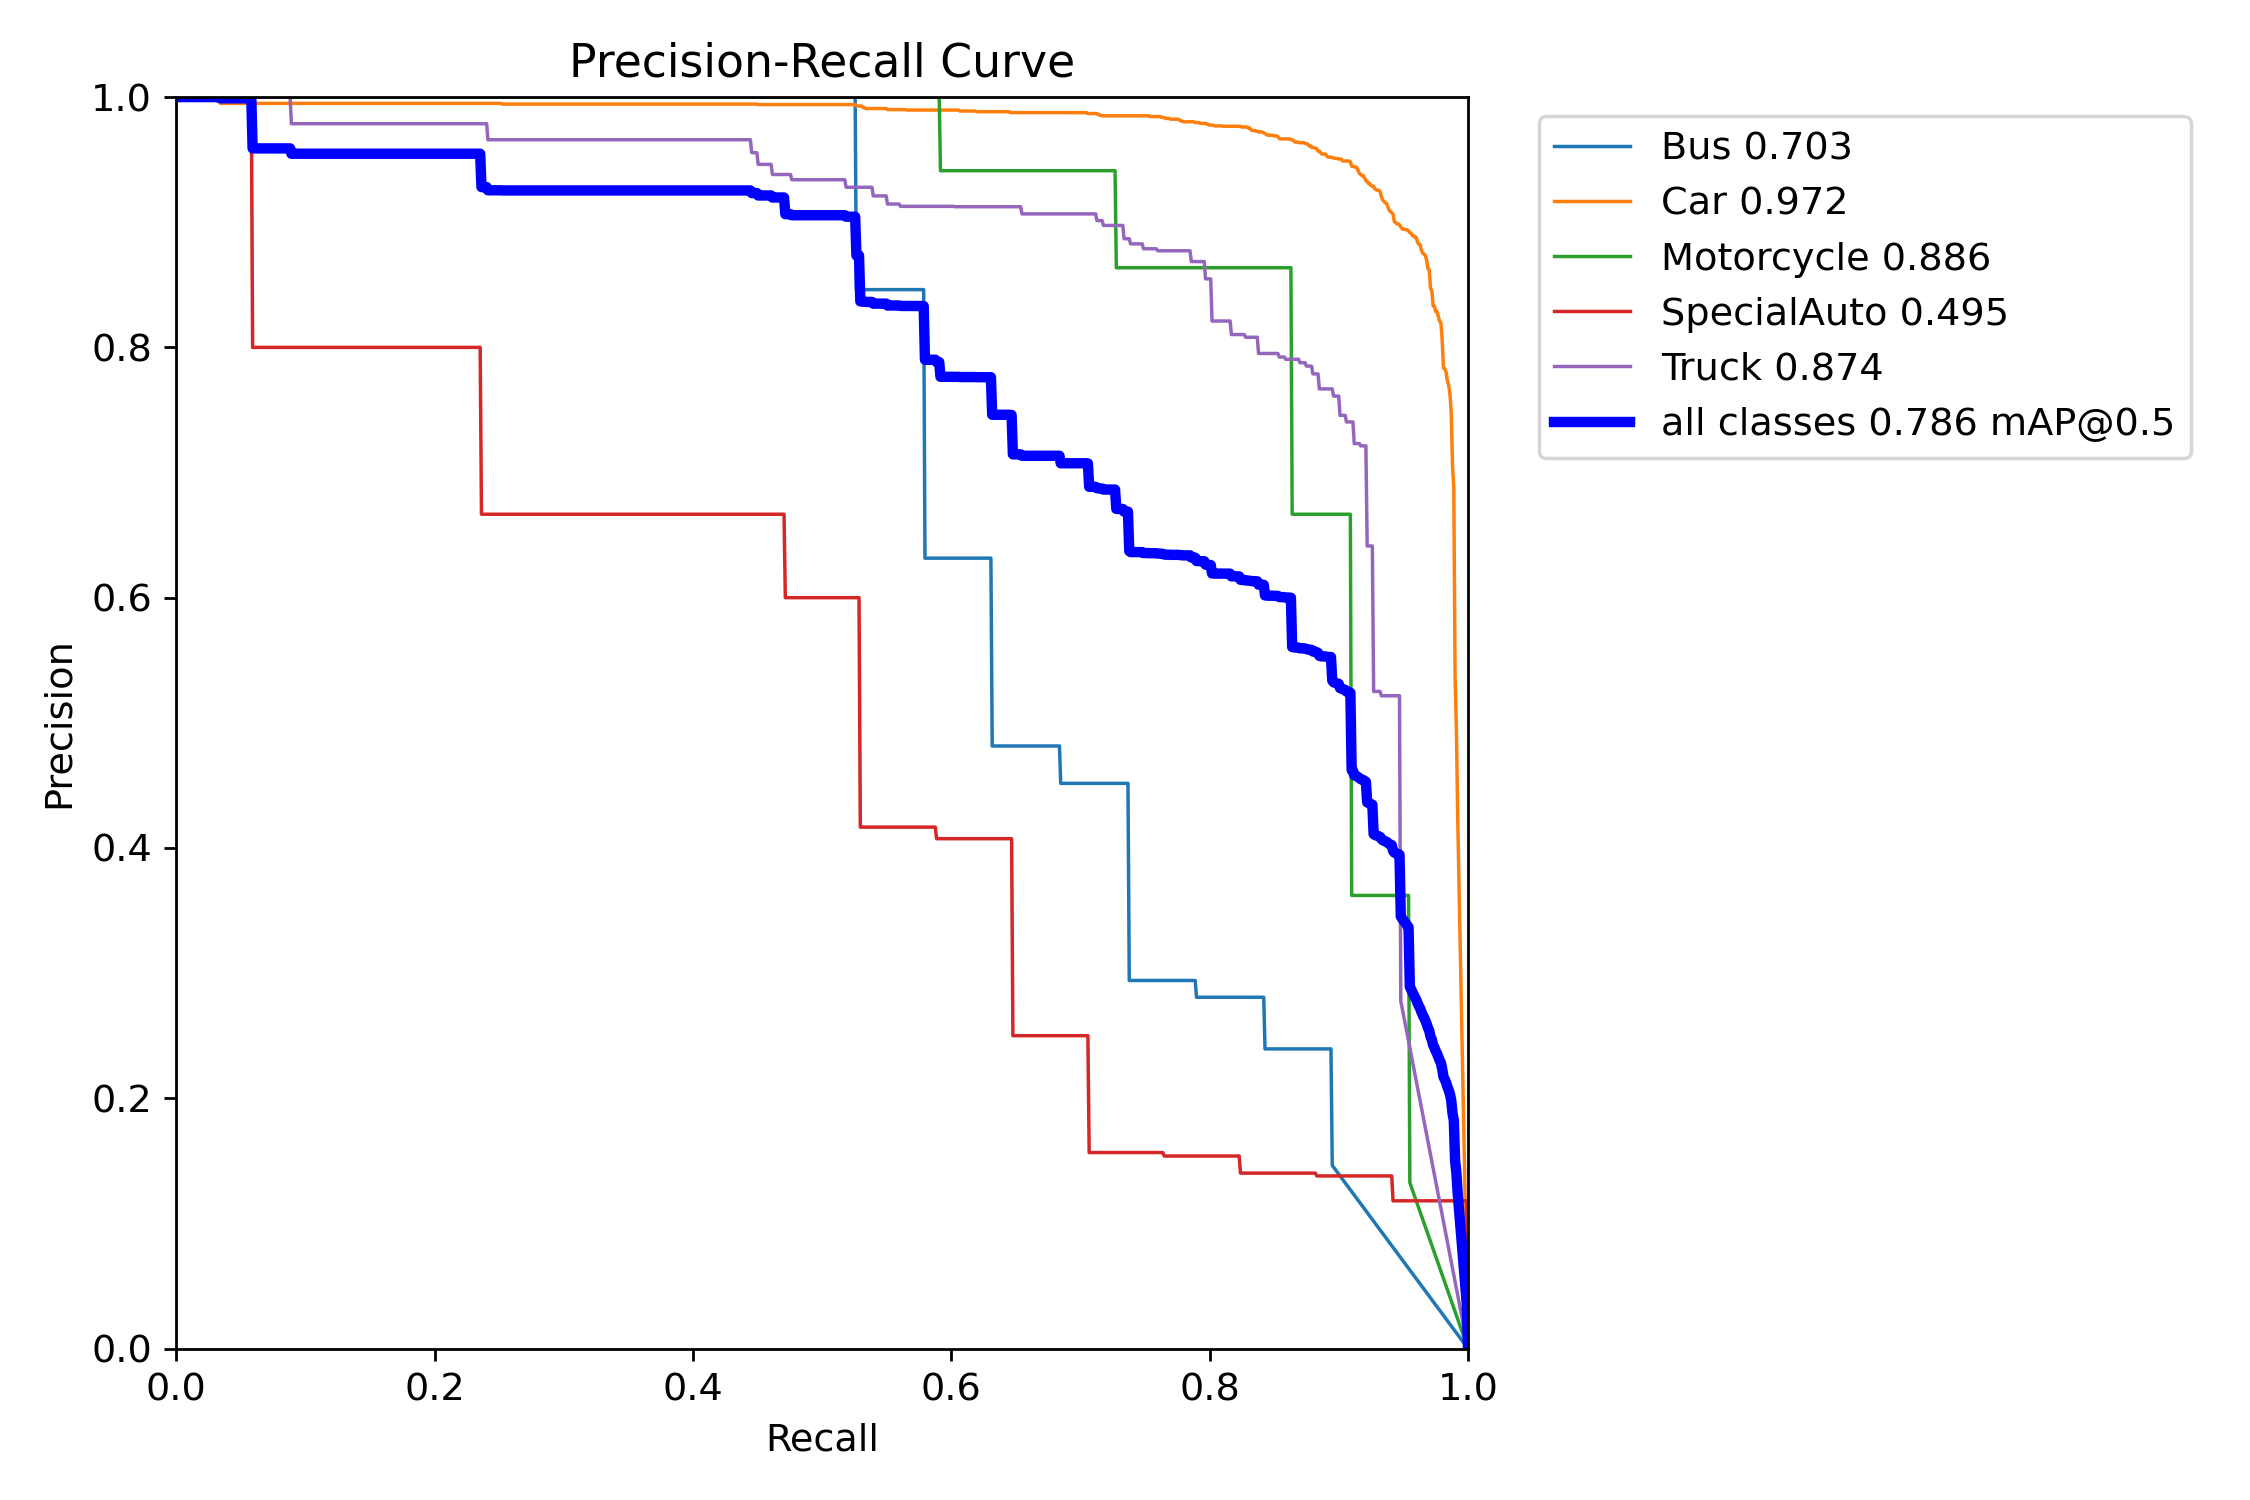 Precision-Recall Curve
1.0
0.8
0.6
0.4
0.2
0.0
Precision
0.0 0.2 0.4 0.6 0.8 1.0
Recall
Bus 0.703
Car 0.972
Motorcycle 0.886
SpecialAuto 0.495
Truck 0.874
all classes 0.786 mAP@0.5